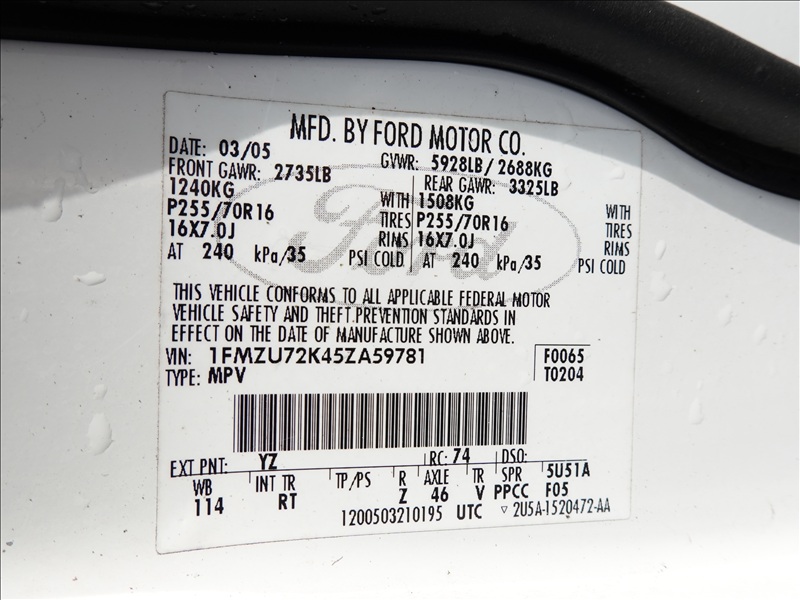 MFD. BY FORD MOTOR CO.
DATE: 03/05 GVWR: 5928LB / 2688KG
FRONT GAWR: 2735LB REAR GAWR: 3325LB
1240KG WITH 1508KG WITH
P255/70R16 TIRES P255/70R16 TIRES
16X7.0J RIMS 16X7.0J RIMS
AT 240 kPa/35 PSI COLD AT 240 kPa/35 PSI COLD
Ford
THIS VEHICLE CONFORMS TO ALL APPLICABLE FEDERAL MOTOR
VEHICLE SAFETY AND THEFT PREVENTION STANDARDS IN
EFFECT ON THE DATE OF MANUFACTURE SHOWN ABOVE.
VIN: 1FMZU72K45ZA59781 F0065
TYPE: MPV T0204
EXT PNT: YZ RC: 74 DSO:
WB INT TR TP/PS R AXLE TR SPR 5U51A
114 RT Z 46 V PPCC F05
1200503210195 UTC ▽ 2U5A-1520472-AA